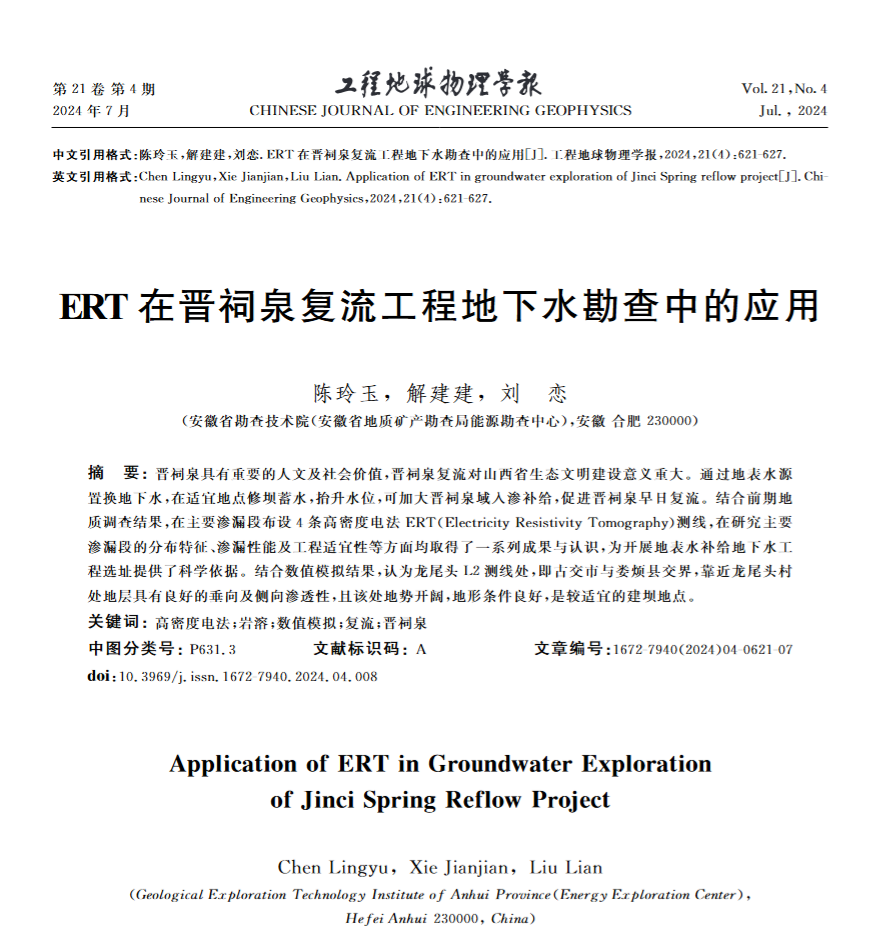 第 21 卷 第 4 期
2024 年 7 月
工程地球物理学报
CHINESE JOURNAL OF ENGINEERING GEOPHYSICS
Vol. 21,No. 4
Jul. , 2024
中文引用格式:陈玲玉,解建建,刘恋. ERT 在晋祠泉复流工程地下水勘查中的应用[J]. 工程地球物理学报,2024,21(4):621-627.
英文引用格式:Chen Lingyu,Xie Jianjian,Liu Lian. Application of ERT in groundwater exploration of Jinci Spring reflow project[J]. Chi-
nese Journal of Engineering Geophysics,2024,21(4):621-627.
ERT 在晋祠泉复流工程地下水勘查中的应用
陈玲玉，解建建，刘 恋
(安徽省勘查技术院(安徽省地质矿产勘查局能源勘查中心),安徽 合肥 230000)
摘 要: 晋祠泉具有重要的人文及社会价值,晋祠泉复流对山西省生态文明建设意义重大。通过地表水源
置换地下水,在适宜地点修坝蓄水,抬升水位,可加大晋祠泉域入渗补给,促进晋祠泉早日复流。结合前期地
质调查结果,在主要渗漏段布设 4 条高密度电法 ERT(Electricity Resistivity Tomography)测线,在研究主要
渗漏段的分布特征、渗漏性能及工程适宜性等方面均取得了一系列成果与认识,为开展地表水补给地下水工
程选址提供了科学依据。结合数值模拟结果,认为龙尾头 L2 测线处,即古交市与娄烦县交界,靠近龙尾头村
处地层具有良好的垂向及侧向渗透性,且该处地势开阔,地形条件良好,是较适宜的建坝地点。
关键词: 高密度电法;岩溶;数值模拟;复流;晋祠泉
中图分类号: P631.3 文献标识码: A 文章编号:1672-7940(2024)04-0621-07
doi:10.3969/j.issn.1672-7940.2024.04.008
Application of ERT in Groundwater Exploration
of Jinci Spring Reflow Project
Chen Lingyu, Xie Jianjian, Liu Lian
(Geological Exploration Technology Institute of Anhui Province(Energy Exploration Center),
Hefei Anhui 230000, China)